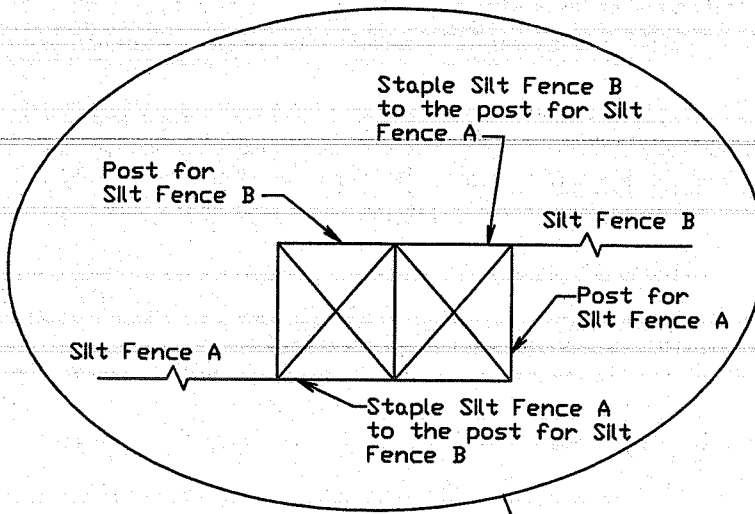 Staple Silt Fence B
to the post for Silt
Fence A
Post for
Silt Fence B
Silt Fence B
Post for
Silt Fence A
Silt Fence A
Staple Silt Fence A
to the post for Silt
Fence B